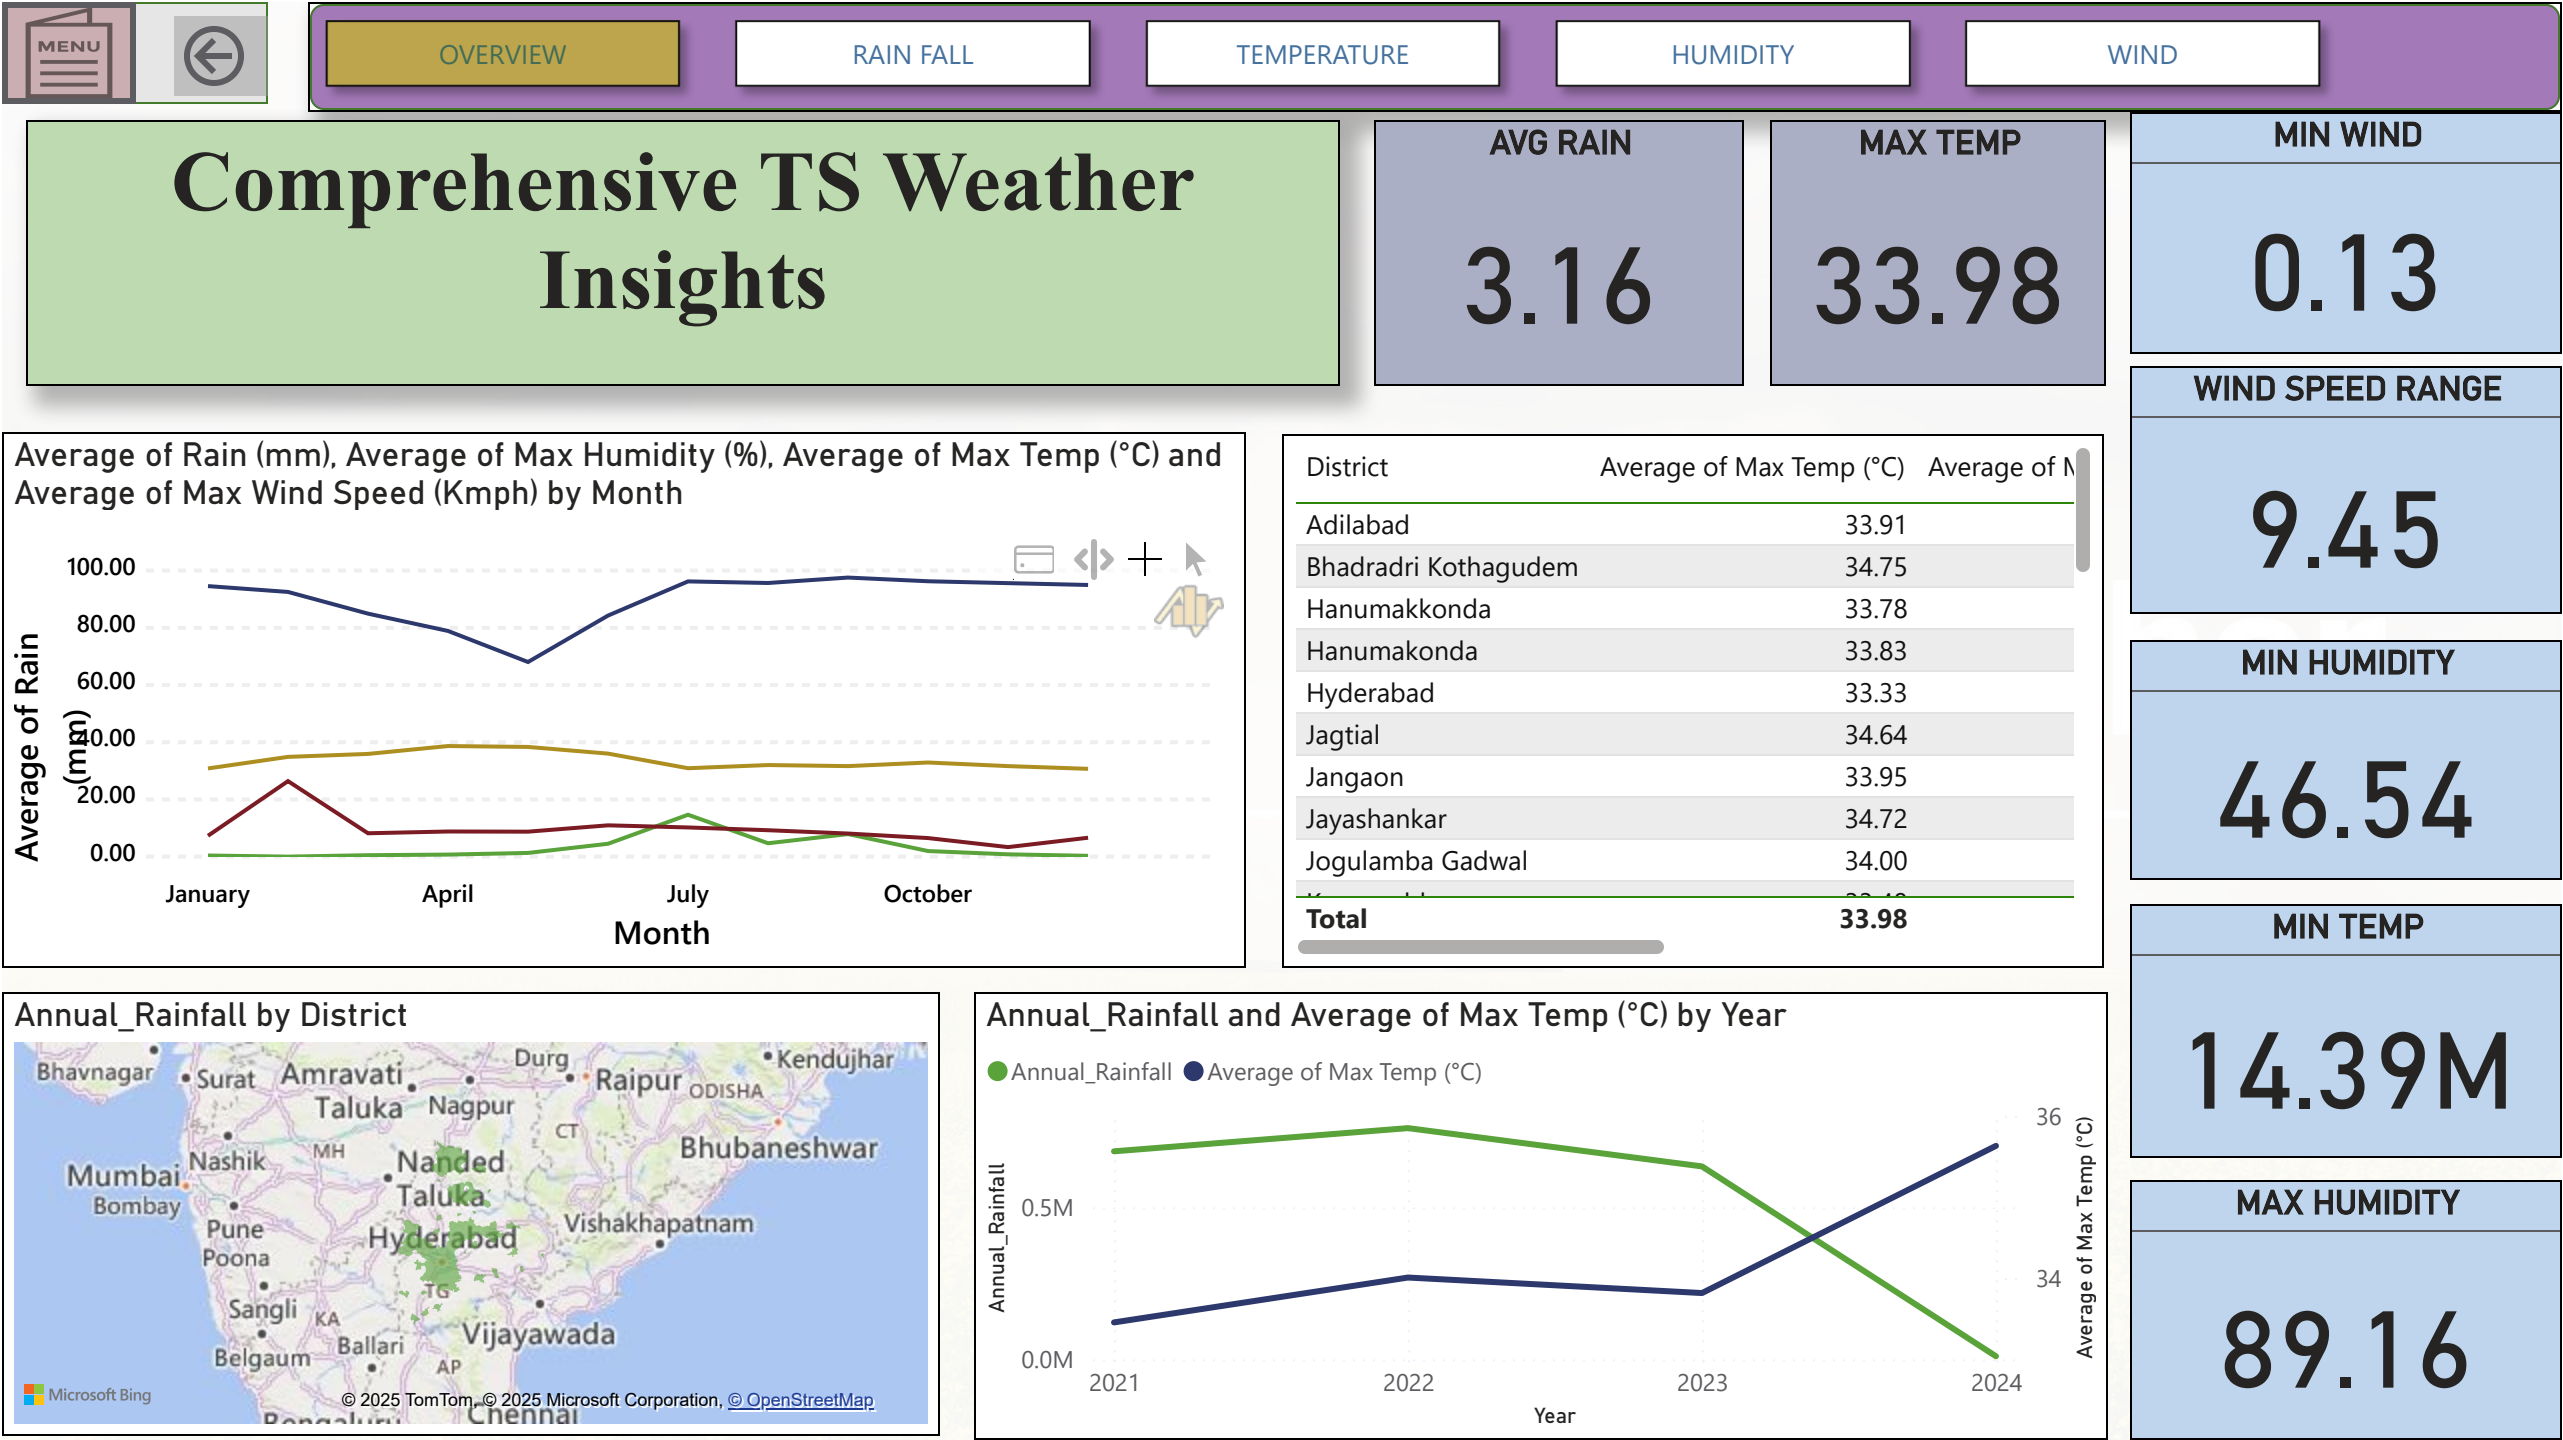 MENU
OVERVIEW
RAIN FALL
TEMPERATURE
HUMIDITY
WIND
Comprehensive TS Weather
Insights
AVG RAIN
3.16
MAX TEMP
33.98
MIN WIND
0.13
WIND SPEED RANGE
9.45
MIN HUMIDITY
46.54
MIN TEMP
14.39M
MAX HUMIDITY
89.16
Average of Rain (mm), Average of Max Humidity (%), Average of Max Temp (°C) and
Average of Max Wind Speed (Kmph) by Month
Average of Rain
(mm)
100.00
80.00
60.00
40.00
20.00
0.00
January
April
July
October
Month
District Average of Max Temp (°C) Average of
Adilabad 33.91
Bhadradri Kothagudem 34.75
Hanumakkonda 33.78
Hanumakonda 33.83
Hyderabad 33.33
Jagtial 34.64
Jangaon 33.95
Jayashankar 34.72
Jogulamba Gadwal 34.00
Total 33.98
Annual_Rainfall by District
Bhavnagar
Surat
Amravati
Taluka
Nagpur
Durg
Raipur
ODISHA
Kendujhar
CT
Bhubaneshwar
MH
Nashik
Mumbai
Bombay
Nanded
Taluka
Pune
Poona
Hyderabad
Vishakhapatnam
TG
Sangli
KA
Ballari
Vijayawada
Belgaum
AP
Microsoft Bing
© 2025 TomTom, © 2025 Microsoft Corporation, © OpenStreetMap
Bengaluru
Chennai
Annual_Rainfall and Average of Max Temp (°C) by Year
Annual_Rainfall
Average of Max Temp (°C)
Annual_Rainfall
0.5M
0.0M
36
34
Average of Max Temp (°C)
2021
2022
2023
2024
Year